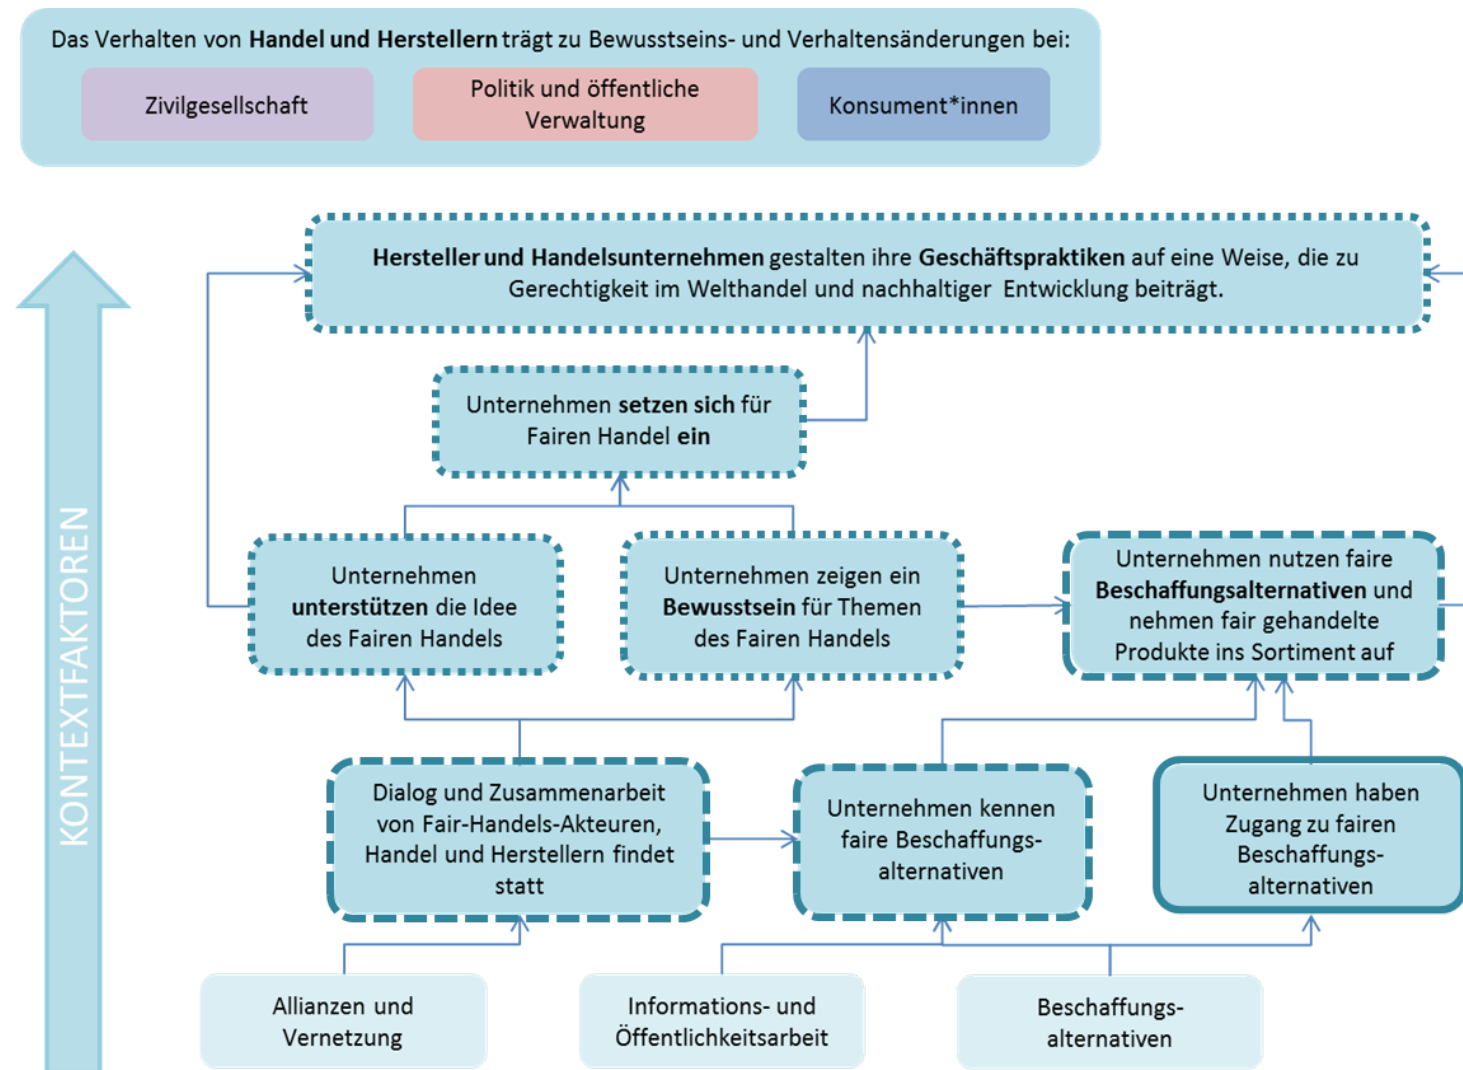 Das Verhalten von Handel und Herstellern trägt zu Bewusstseins- und Verhaltensänderungen bei:
Zivilgesellschaft
Politik und öffentliche
Verwaltung
Konsument*innen
Hersteller und Handelsunternehmen gestalten ihre Geschäftspraktiken auf eine Weise, die zu
Gerechtigkeit im Welthandel und nachhaltiger Entwicklung beiträgt.
Unternehmen setzen sich für
Fairen Handel ein
KONTEXTFAKTOREN
Unternehmen
unterstützen die Idee
des Fairen Handels
Unternehmen zeigen ein
Bewusstsein für Themen
des Fairen Handels
Unternehmen nutzen faire
Beschaffungsalternativen und
nehmen fair gehandelte
Produkte ins Sortiment auf
Dialog und Zusammenarbeit
von Fair-Handels-Akteuren,
Handel und Herstellern findet
statt
Unternehmen kennen
faire Beschaffungs-
alternativen
Unternehmen haben
Zugang zu fairen
Beschaffungs-
alternativen
Allianzen und
Vernetzung
Informations- und
Öffentlichkeitsarbeit
Beschaffungs-
alternativen